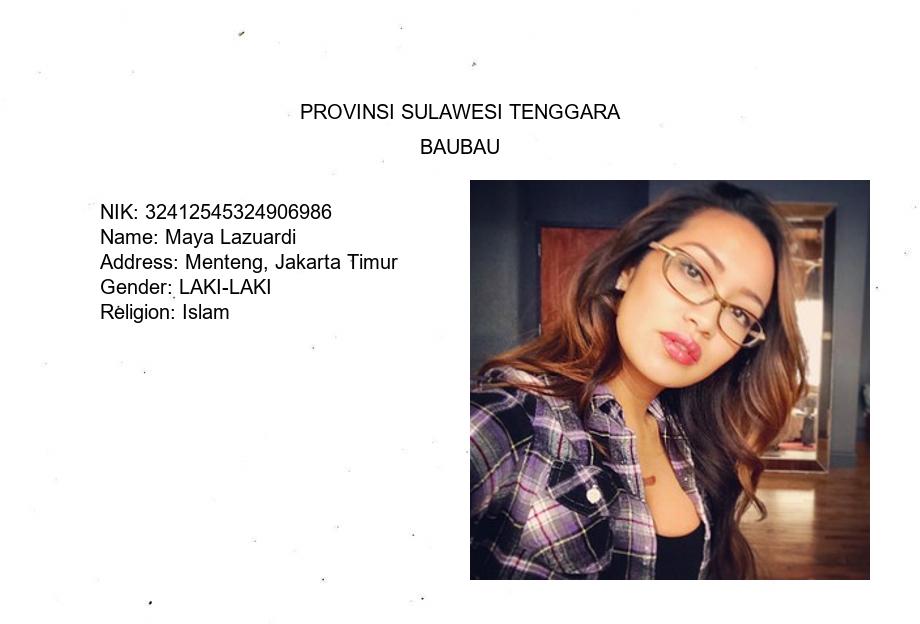 PROVINSI SULAWESI TENGGARA
BAUBAU
NIK: 32412545324906986
Name: Maya Lazuardi
Address: Menteng, Jakarta Timur
Gender: LAKI-LAKI
Religion: Islam